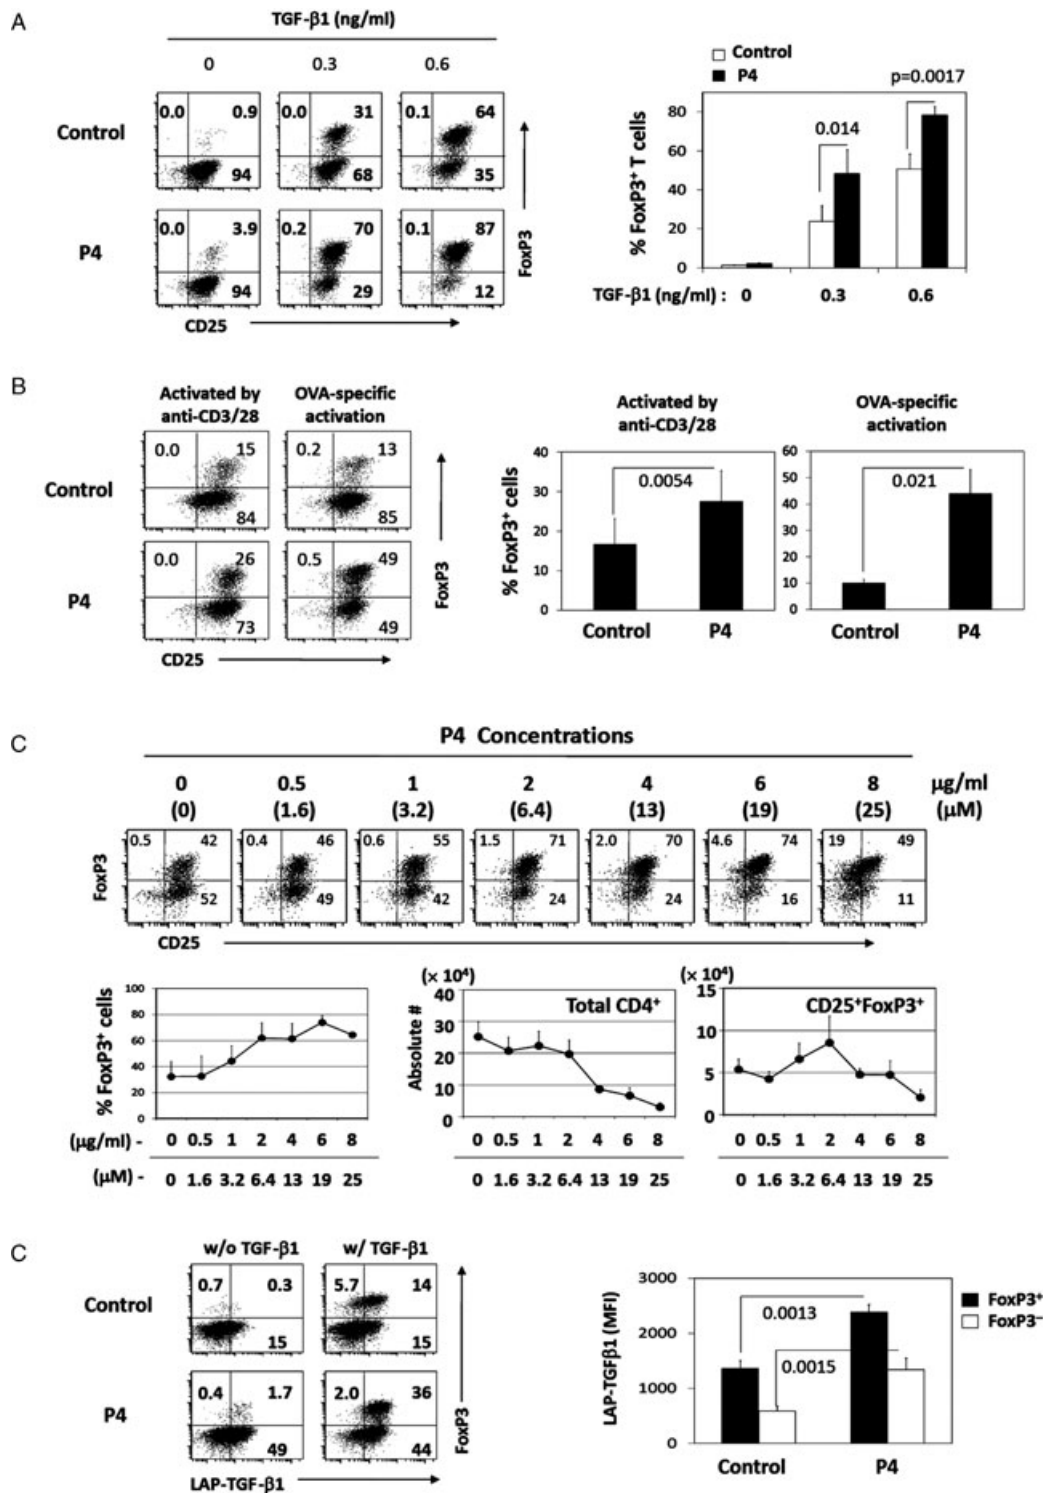 A
TGF-β1 (ng/ml)
0 0.3 0.6
Control
0.0 0.9 0.0 31 0.1 64
94 68 35
P4
0.0 3.9 0.2 70 0.1 87
94 29 12
FoxP3
CD25
Control
P4
p=0.0017
0.014
% FoxP3⁺ T cells
80
60
40
20
0
TGF-β1 (ng/ml) : 0 0.3 0.6
B
Activated by anti-CD3/28
OVA-specific activation
Control
0.0 15 0.2 13
84 85
P4
0.0 26 0.5 49
73 49
FoxP3
CD25
Activated by
anti-CD3/28
% FoxP3⁺ cells
40
30
20
10
0
0.0054
Control P4
OVA-specific
activation
60
50
40
30
20
10
0
0.021
Control P4
C
P4 Concentrations
0 0.5 1 2 4 6 8 μg/ml
(0) (1.6) (3.2) (6.4) (13) (19) (25) (μM)
FoxP3
0.5 42 0.4 46 0.6 55 1.5 71 2.0 70 4.6 74 19 49
52 49 42 24 24 16 11
CD25
% FoxP3⁺ cells
100
80
60
40
20
0
(μg/ml) - 0 0.5 1 2 4 6 8
(μM) - 0 1.6 3.2 6.4 13 19 25
(× 10⁴)
Absolute #
Total CD4⁺
40
30
20
10
0
0 0.5 1 2 4 6 8
0 1.6 3.2 6.4 13 19 25
(× 10⁴)
CD25⁺FoxP3⁺
15
10
5
0
0 0.5 1 2 4 6 8
0 1.6 3.2 6.4 13 19 25
C
w/o TGF-β1 w/ TGF-β1
Control
0.7 0.3 5.7 14
15 15
P4
0.4 1.7 2.0 36
49 44
FoxP3
LAP-TGF-β1
LAP-TGFβ1 (MFI)
3000
2000
1000
0
0.0013
0.0015
FoxP3⁺
FoxP3⁻
Control P4